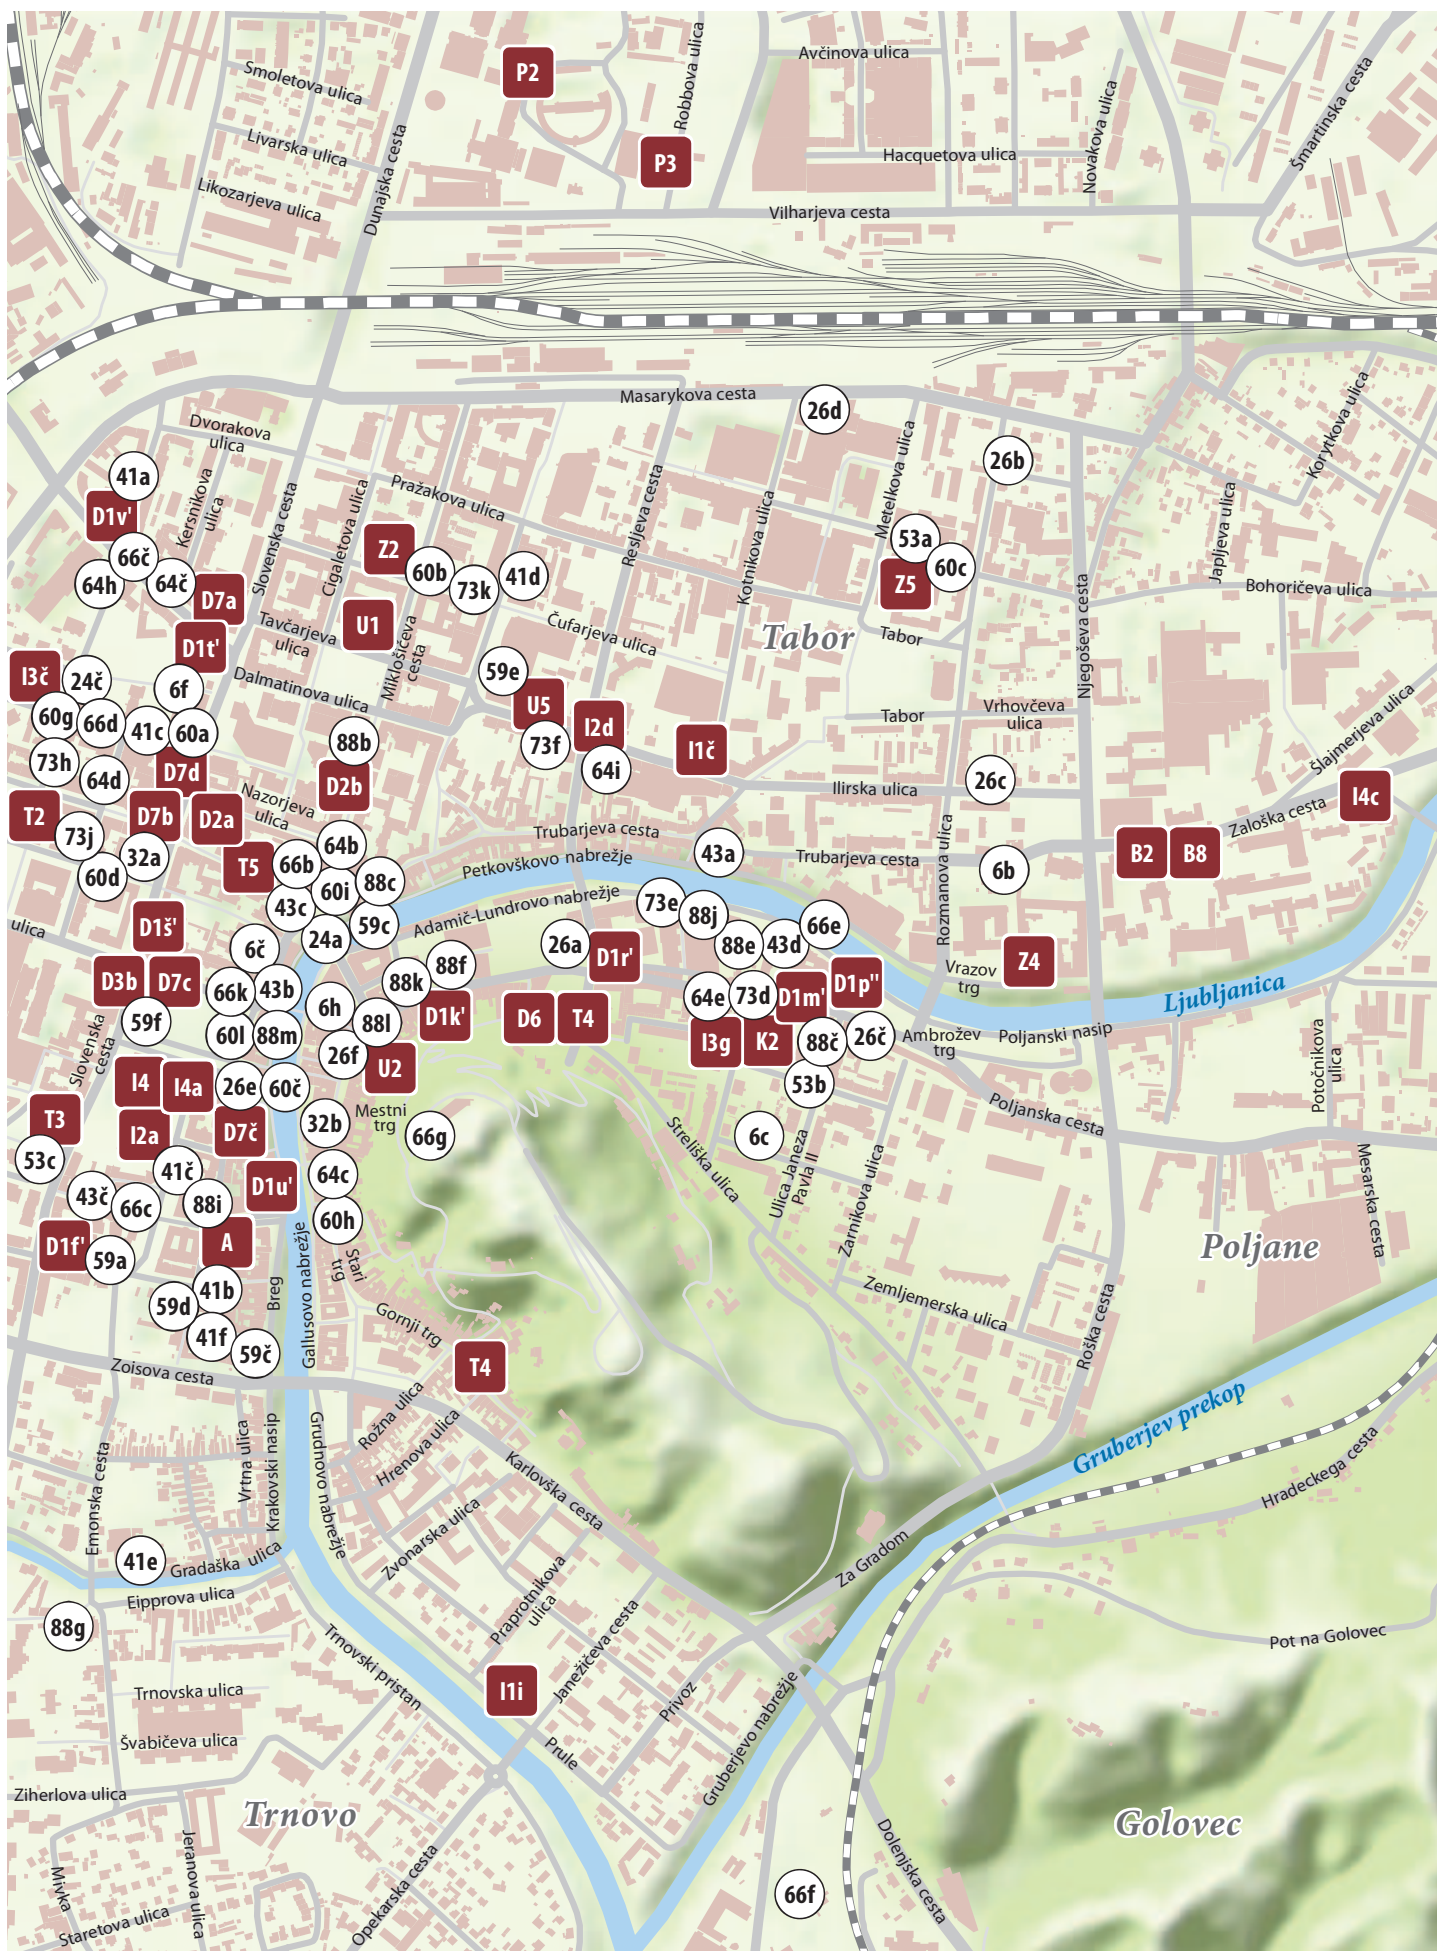 Smoletova ulica
Livarska ulica
Likozarjeva ulica
Dunajska cesta
P2
P3
Robbova ulica
Avčinova ulica
Hacquetova ulica
Novakova ulica
Šmartinska cesta
Vilharjeva cesta
Masarykova cesta
26d
Dvorakova
ulica
41a
D1v'
Kersnikova
ulica
66č
64h
64č
D7a
Slovenska cesta
Cigaletova ulica
Pražakova ulica
Z2
60b
73k
41d
Resljeva cesta
Kotnikova ulica
Metelkova ulica
26b
53a
60c
Z5
Njegoševa cesta
Japljeva ulica
Korytkova ulica
Bohoričeva ulica
U1
Tavčarjeva
ulica
Miklošičeva
cesta
Čufarjeva ulica
Tabor
Tabor
D1t'
I3č
24č
6f
60g
66d
41c
60a
Dalmatinova ulica
59e
U5
73f
I2d
64i
I1č
Tabor
Vrhovčeva
ulica
Šlajmerjeva ulica
88b
73h
64d
D7d
D2b
26c
Ilirska ulica
I4c
Zaloška cesta
T2
73j
D7b
D2a
Nazorjeva
ulica
32a
60d
T5
66b
64b
60i
88c
43c
59c
24a
Trubarjeva cesta
Petkovškovo nabrežje
43a
Trubarjeva cesta
Rozmanova ulica
6b
B2
B8
ulica
D1š'
6č
Adamič-Lundrovo nabrežje
73e
88j
66e
88e
43d
26a
D1r'
Z4
Vrazov
trg
Ljubljanica
D3b
D7c
66k
43b
88k
88f
59f
60l
88m
6h
88l
D1k'
D6
T4
64e
73d
D1m'
D1p''
I3g
K2
88č
26č
Ambrožev
trg
Poljanski nasip
Slovenska
cesta
26f
U2
I4
I4a
26e
60č
53b
Poljanska cesta
Potočnikova
ulica
T3
I2a
D7č
32b
Mestni
trg
66g
Streliška ulica
6c
Ulica Janeza
Pavla II
Zarnikova ulica
Mesarska cesta
53c
41č
D1u'
64c
43č
66c
88i
60h
D1f'
59a
A
Poljane
Stari
trg
Gallusovo nabrežje
Breg
41b
59d
41f
59č
Gornji trg
T4
Zemljemerska ulica
Roška cesta
Zoisova cesta
Rožna ulica
Hrenova ulica
Karlovška cesta
Gruberjev prekop
Hradeckega cesta
Emonska cesta
Vrtna ulica
Krakovski nasip
Grudnovo nabrežje
Zvonarska ulica
Za Gradom
41e
Gradaška ulica
Eipprova ulica
88g
Praprotnikova
ulica
Janežičeva cesta
Pot na Golovec
Trnovski pristan
I1i
Privoz
Trnovska ulica
Švabičeva ulica
Prule
Gruberjevo nabrežje
Ziherlova ulica
Trnovo
Golovec
Mivka
Jeranova ulica
Staretova ulica
Opekarska cesta
Dolenjska cesta
66f